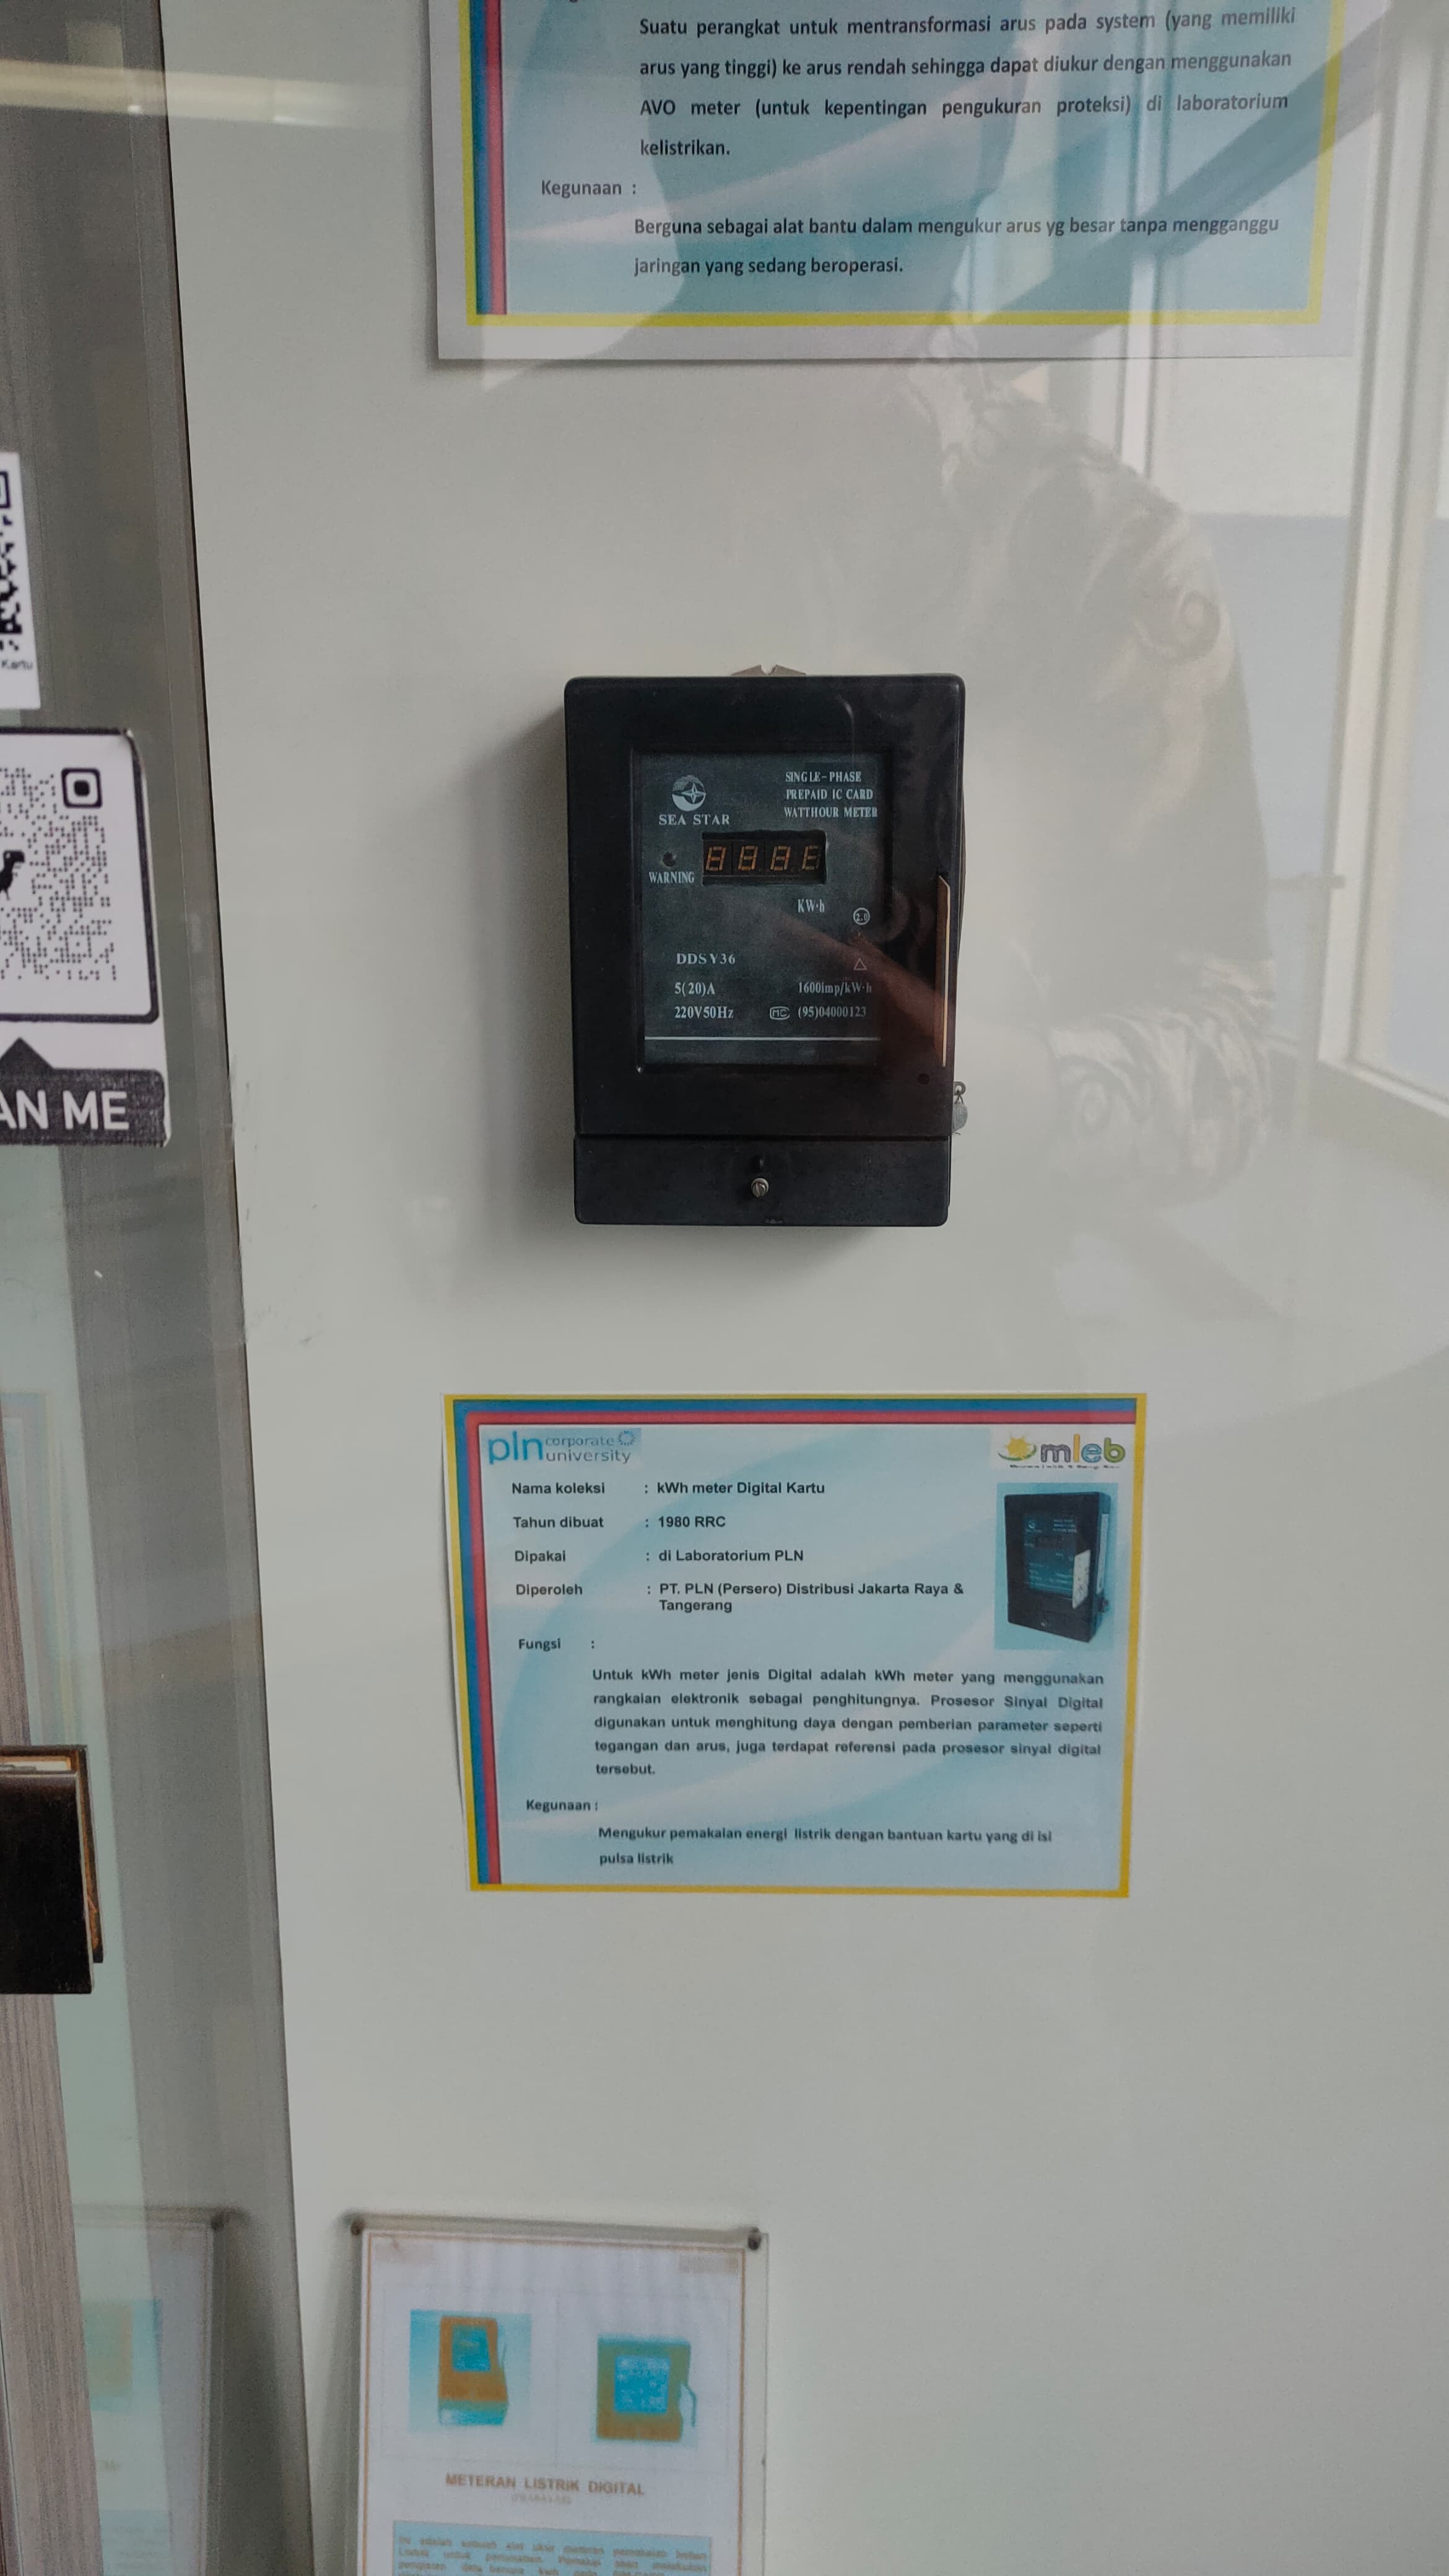 Suatu perangkat untuk mentransformasi arus pada system (yang memiliki
arus yang tinggi) ke arus rendah sehingga dapat diukur dengan menggunakan
AVO meter (untuk kepentingan pengukuran proteksi) di laboratorium
kelistrikan.
Kegunaan :
Berguna sebagai alat bantu dalam mengukur arus yg besar tanpa mengganggu
jaringan yang sedang beroperasi.
Kartu
AN ME
SINGLE-PHASE
PREPAID IC CARD
WATTHOUR METER
SEA STAR
WARNING
KW·h
2.0
DDSY36
5(20)A
1600imp/kW·h
220V50Hz
MC (95)04000123
pln corporate university
mleb
Nama koleksi : kWh meter Digital Kartu
Tahun dibuat : 1980 RRC
Dipakai : di Laboratorium PLN
Diperoleh : PT. PLN (Persero) Distribusi Jakarta Raya &
Tangerang
Fungsi :
Untuk kWh meter jenis Digital adalah kWh meter yang menggunakan
rangkaian elektronik sebagai penghitungnya. Prosesor Sinyal Digital
digunakan untuk menghitung daya dengan pemberian parameter seperti
tegangan dan arus, juga terdapat referensi pada prosesor sinyal digital
tersebut.
Kegunaan :
Mengukur pemakaian energi listrik dengan bantuan kartu yang di isi
pulsa listrik
METERAN LISTRIK DIGITAL